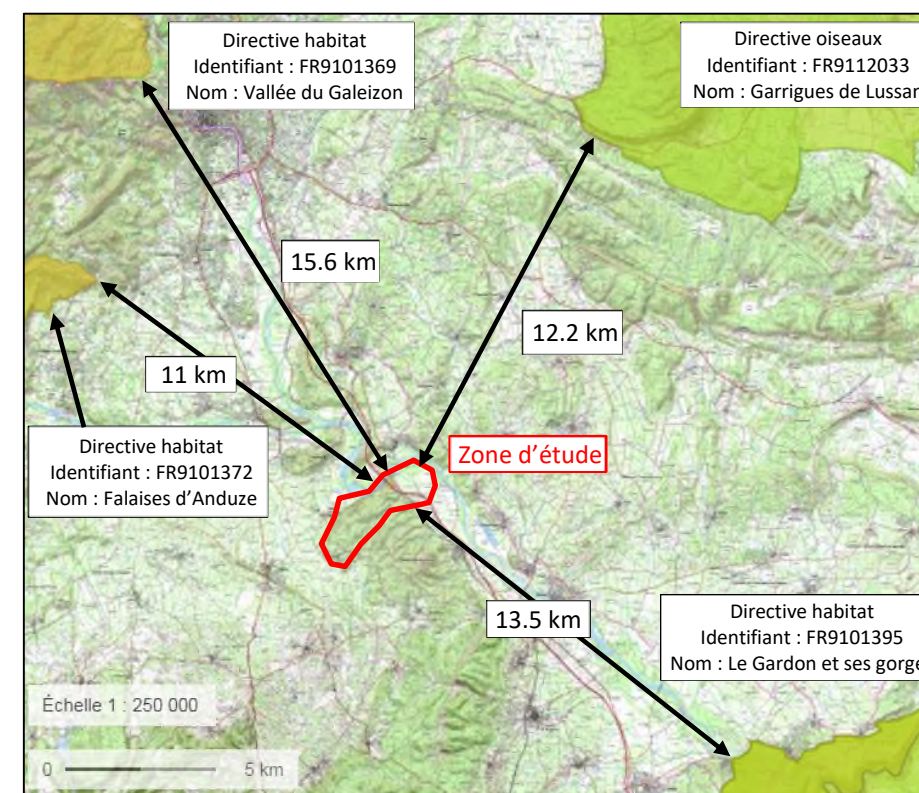 Directive habitat
Identifiant : FR9101369
Nom : Vallée du Galeizon
Directive oiseaux
Identifiant : FR9112033
Nom : Garrigues de Lussan
15.6 km
12.2 km
11 km
Directive habitat
Identifiant : FR9101372
Nom : Falaises d'Anduze
Zone d'étude
13.5 km
Directive habitat
Identifiant : FR9101395
Nom : Le Gardon et ses gorge
Échelle 1 : 250 000
0 5 km